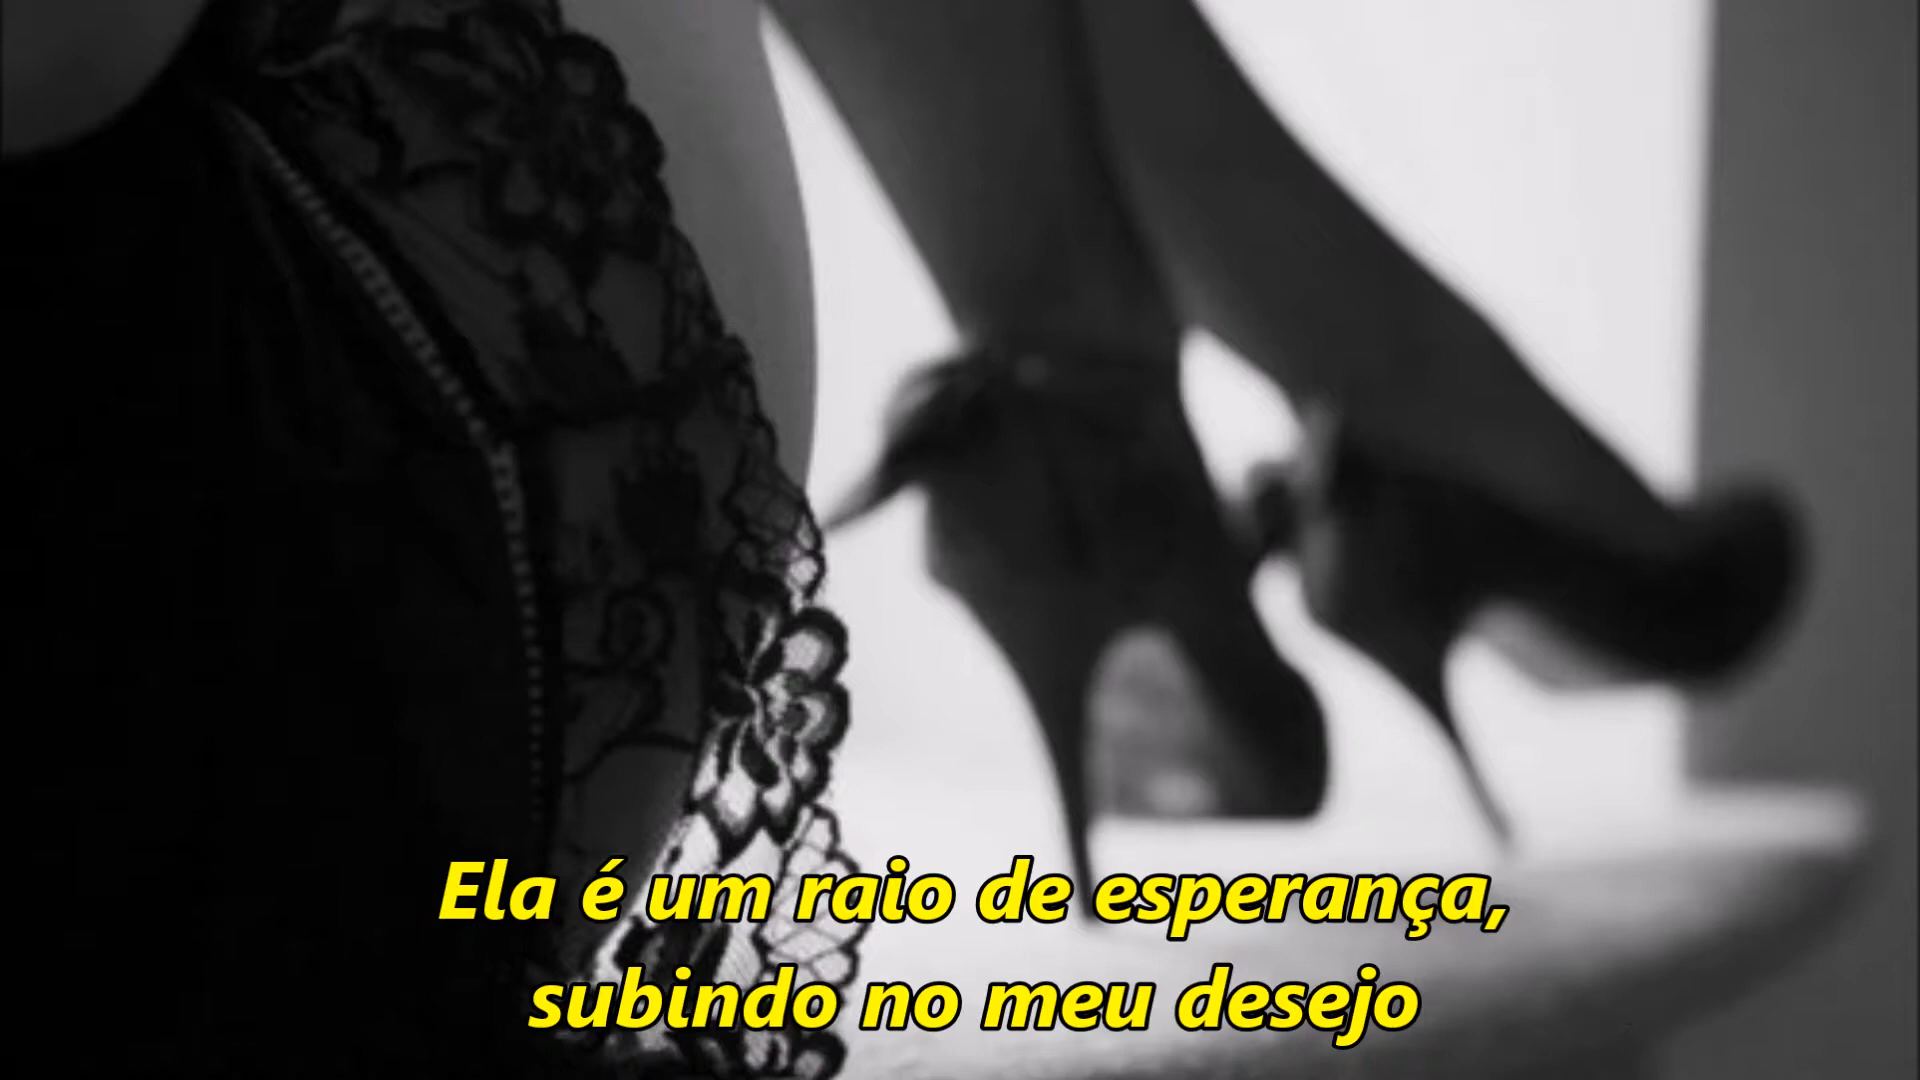 Ela é um raio de esperança,
subindo no meu desejo